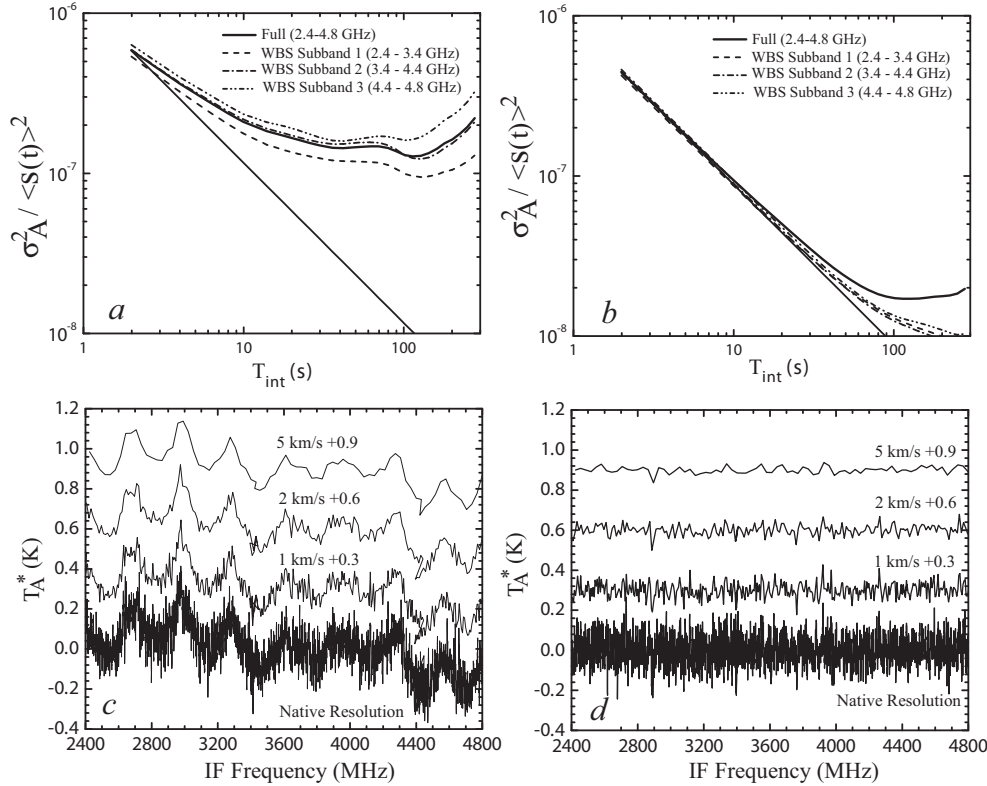 10^-6
10^-7
10^-8
σ²_A / <s(t)>²
Full (2.4-4.8 GHz)
WBS Subband 1 (2.4 - 3.4 GHz)
WBS Subband 2 (3.4 - 4.4 GHz)
WBS Subband 3 (4.4 - 4.8 GHz)
a
1 10 100
T_int (s)
10^-6
10^-7
10^-8
σ²_A / <s(t)>²
Full (2.4-4.8 GHz)
WBS Subband 1 (2.4 - 3.4 GHz)
WBS Subband 2 (3.4 - 4.4 GHz)
WBS Subband 3 (4.4 - 4.8 GHz)
b
1 10 100
T_int (s)
1.2
1.0
0.8
0.6
0.4
0.2
0.0
-0.2
-0.4
T_A* (K)
5 km/s +0.9
2 km/s +0.6
1 km/s +0.3
Native Resolution
c
2400 2800 3200 3600 4000 4400 4800
IF Frequency (MHz)
1.2
1.0
0.8
0.6
0.4
0.2
0.0
-0.2
-0.4
T_A* (K)
5 km/s +0.9
2 km/s +0.6
1 km/s +0.3
Native Resolution
d
2400 2800 3200 3600 4000 4400 4800
IF Frequency (MHz)